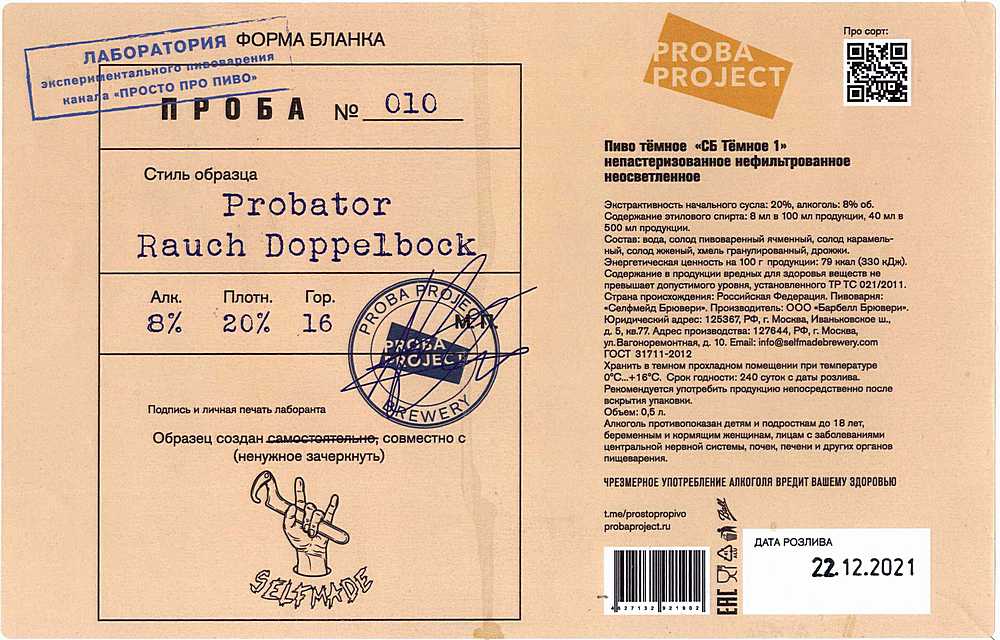 ЛАБОРАТОРИЯ
экспериментального пивоварения
канала «ПРОСТО ПРО ПИВО»
ФОРМА БЛАНКА
ПРОБА № 010
Стиль образца
Probator
Rauch Doppelbock
Алк. Плотн. Гор.
8% 20% 16
М.П.
PROBA PROJECT
PROBA
PROJECT
BREWERY
Подпись и личная печать лаборанта
Образец создан самостоятельно, совместно с
(ненужное зачеркнуть)
SELFMADE
PROBA
PROJECT
Про сорт:
Пиво тёмное «СБ Тёмное 1»
непастеризованное нефильтрованное
неосветленное
Экстрактивность начального сусла: 20%, алкоголь: 8% об.
Содержание этилового спирта: 8 мл в 100 мл продукции, 40 мл в
500 мл продукции.
Состав: вода, солод пивоваренный ячменный, солод карамель-
ный, солод жженый, хмель гранулированный, дрожжи.
Энергетическая ценность на 100 г продукции: 79 ккал (330 кДж).
Содержание в продукции вредных для здоровья веществ не
превышает допустимого уровня, установленного ТР ТС 021/2011.
Страна происхождения: Российская Федерация. Пивоварня:
«Селфмейд Брювери». Производитель: ООО «Барбелл Брювери».
Юридический адрес: 125367, РФ, г. Москва, Иваньковское ш.,
д. 5, кв.77. Адрес производства: 127644, РФ, г. Москва,
ул.Вагоноремонтная, д. 10. Email: info@selfmadebrewery.com
ГОСТ 31711-2012
Хранить в темном прохладном помещении при температуре
0°С...+16°С. Срок годности: 240 суток с даты розлива.
Рекомендуется употребить продукцию непосредственно после
вскрытия упаковки.
Объем: 0,5 л.
Алкоголь противопоказан детям и подросткам до 18 лет,
беременным и кормящим женщинам, лицам с заболеваниями
центральной нервной системы, почек, печени и других органов
пищеварения.
ЧРЕЗМЕРНОЕ УПОТРЕБЛЕНИЕ АЛКОГОЛЯ ВРЕДИТ ВАШЕМУ ЗДОРОВЬЮ
t.me/prostopropivo
probaproject.ru
4 627132 921902
EAC
ALU
ДАТА РОЗЛИВА
22.12.2021